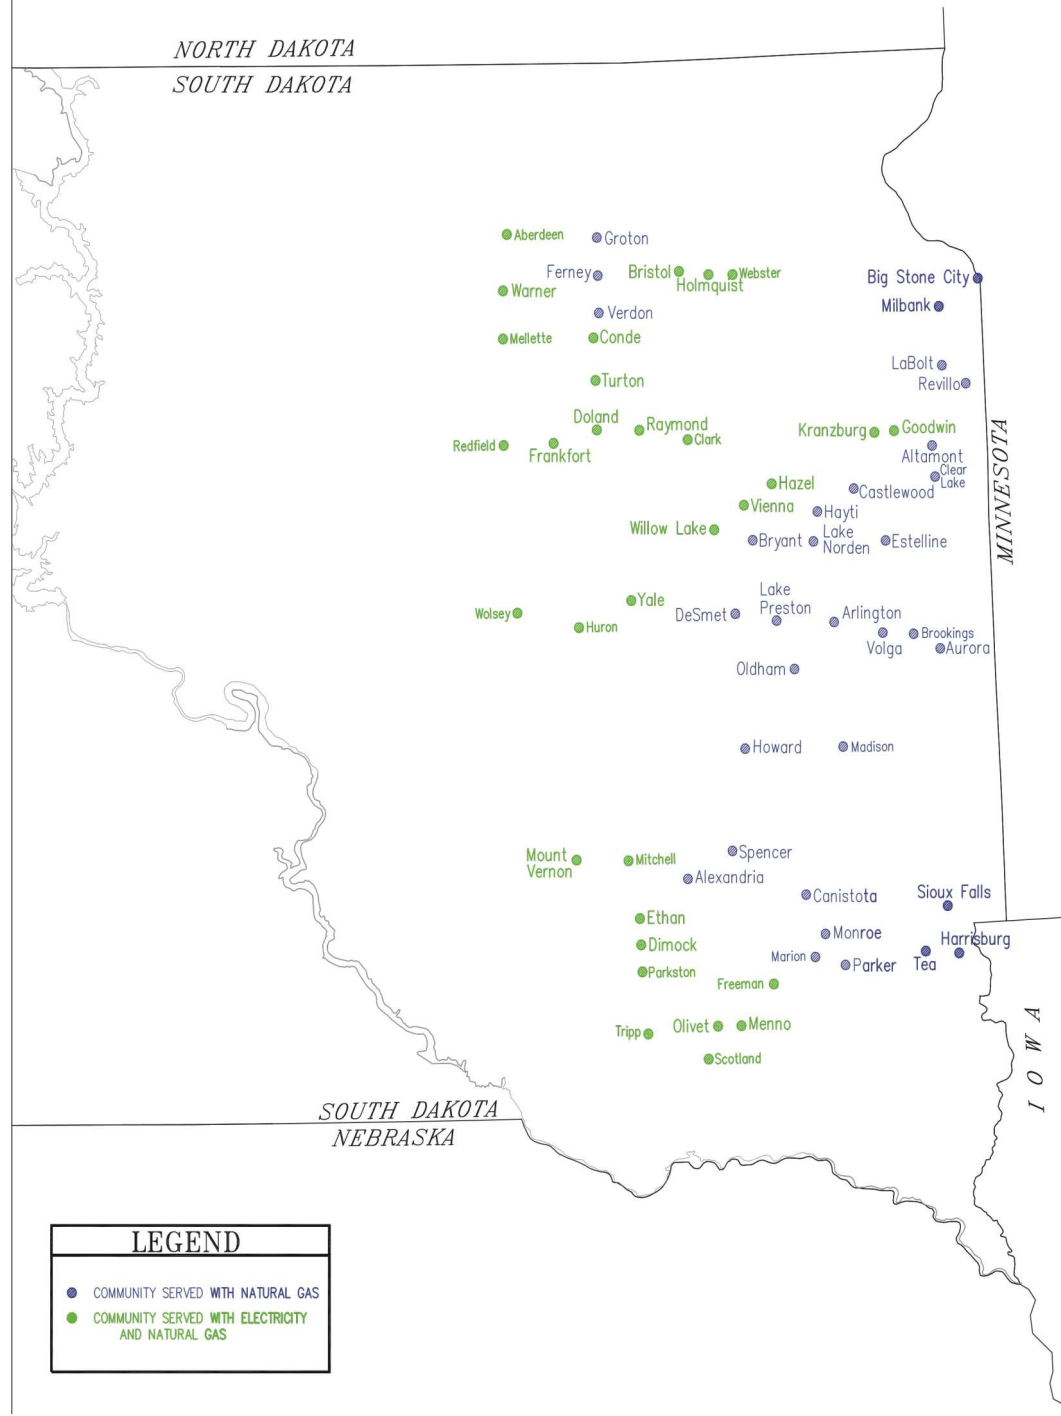 NORTH DAKOTA
SOUTH DAKOTA
Aberdeen
Groton
Ferney
Bristol
Holmquist
Webster
Big Stone City
Warner
Milbank
Verdon
Mellette
Conde
LaBolt
Revillo
Turton
Doland
Raymond
Clark
Kranzburg
Goodwin
Redfield
Frankfort
Altamont
Clear
Lake
MINNESOTA
Hazel
Castlewood
Vienna
Hayti
Willow Lake
Bryant
Lake
Norden
Estelline
Yale
Lake
Preston
Wolsey
Huron
DeSmet
Arlington
Volga
Brookings
Aurora
Oldham
Howard
Madison
Mount
Vernon
Mitchell
Spencer
Alexandria
Canistota
Sioux Falls
Ethan
Monroe
Harrisburg
Dimock
Marion
Parker
Tea
Parkston
Freeman
Tripp
Olivet
Menno
Scotland
IOWA
SOUTH DAKOTA
NEBRASKA
LEGEND
COMMUNITY SERVED WITH NATURAL GAS
COMMUNITY SERVED WITH ELECTRICITY
AND NATURAL GAS